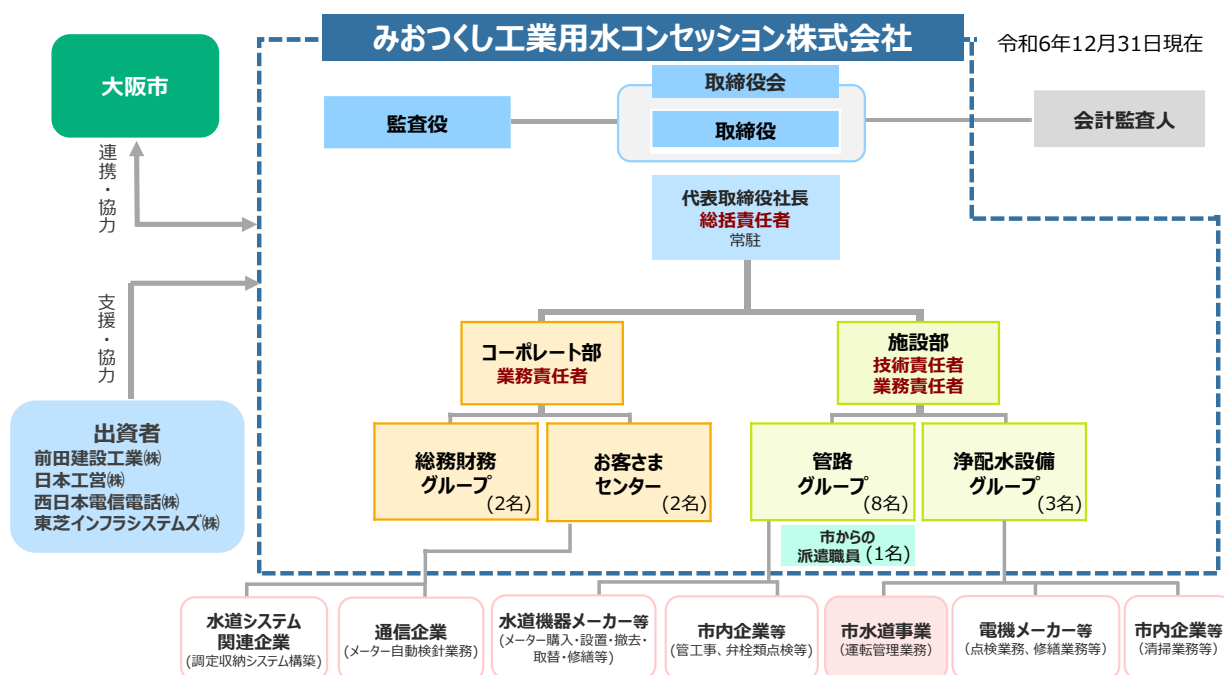 みおつくし工業用水コンセッション株式会社
令和6年12月31日現在
大阪市
取締役会
監査役
取締役
会計監査人
連携・協力
代表取締役社長
総括責任者
常駐
支援・協力
コーポレート部
業務責任者
施設部
技術責任者
業務責任者
出資者
前田建設工業㈱
日本工営㈱
西日本電信電話㈱
東芝インフラシステムズ㈱
総務財務
グループ
(2名)
お客さま
センター
(2名)
管路
グループ
(8名)
浄配水設備
グループ
(3名)
市からの
派遣職員 (1名)
水道システム
関連企業
(調定収納システム構築)
通信企業
(メーター自動検針業務)
水道機器メーカー等
(メーター購入・設置・撤去・
取替・修繕等)
市内企業等
(管工事、弁栓類点検等)
市水道事業
(運転管理業務)
電機メーカー等
(点検業務、修繕業務等)
市内企業等
(清掃業務等)